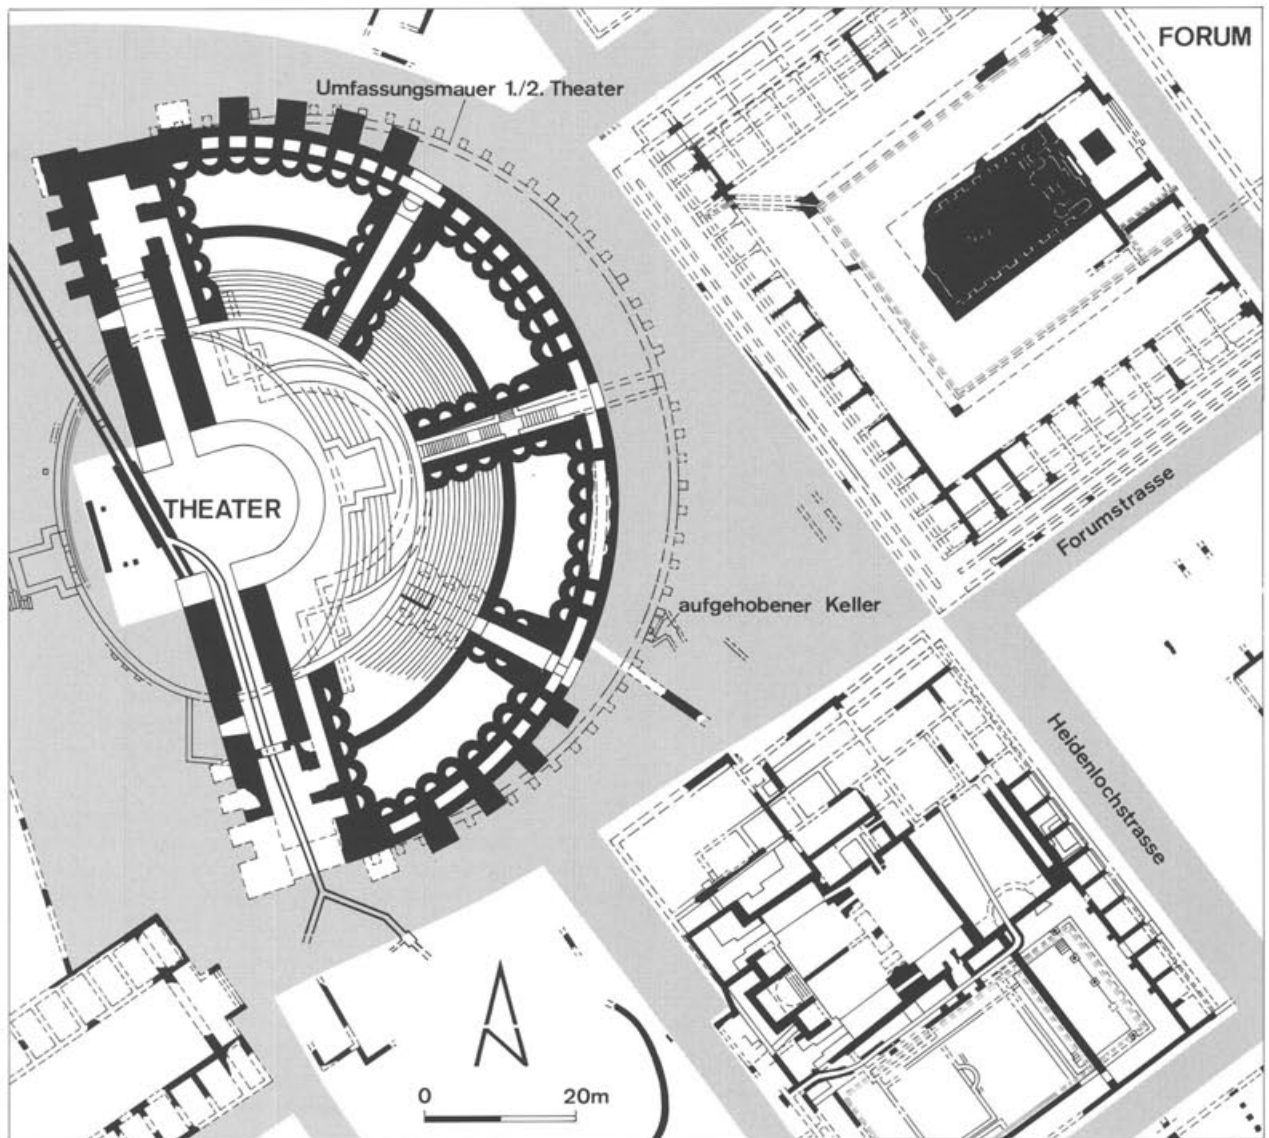 FORUM
Umfassungsmauer 1./2. Theater
THEATER
Forumstrasse
aufgehobener Keller
Heidenlochstrasse
N
0 20m